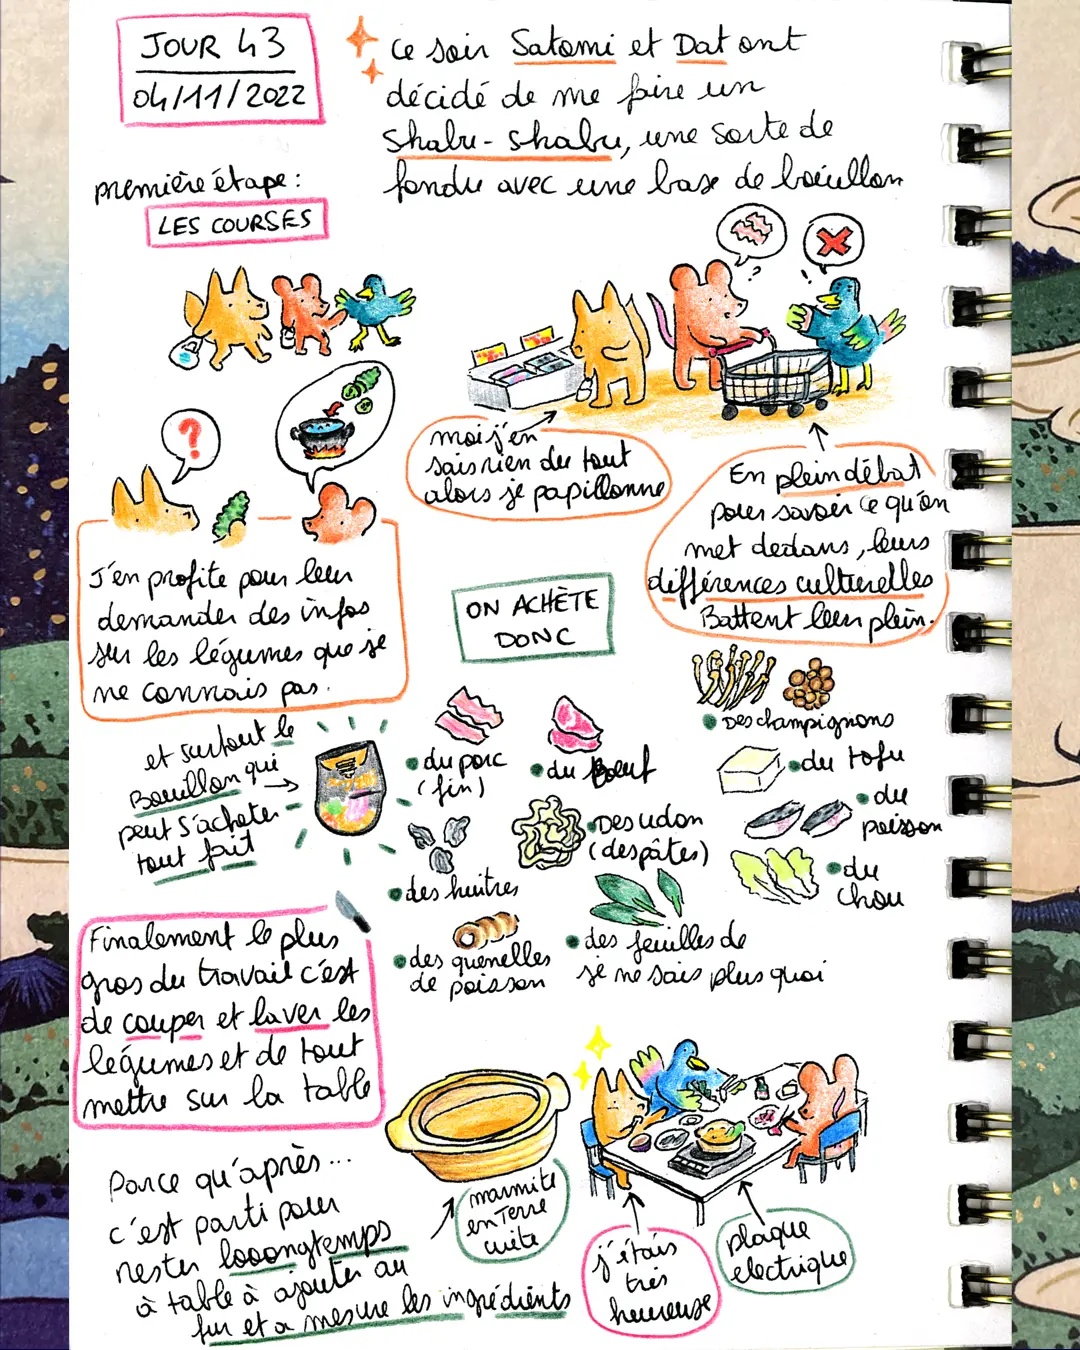 JOUR 43
04/11/2022
Ce soir Satomi et Dat ont
décidé de me faire un
shabu-shabu, une sorte de
fondu avec une base de bouillon
première étape :
LES COURSES
?
?
!
moi j'en
sais rien du tout
alors je papillonne
En plein débat
pour savoir ce qu'on
met dedans, leurs
différences culturelles
Battent leur plein.
?
J'en profite pour leur
demander des infos
sur les légumes que je
ne connais pas.
ON ACHÈTE
DONC
et surtout le
Bouillon qui
peut s'acheter
tout fait
du porc
(fin)
du Bœuf
Des champignons
du tofu
des huitres
Des udon
(des pâtes)
du
poisson
du
chou
des quenelles
de poisson
des feuilles de
je ne sais plus quoi
Finalement le plus
gros du travail c'est
de couper et laver les
légumes et de tout
mettre sur la table
Parce qu'après...
c'est parti pour
rester looongtemps
à table à ajouter au
fur et a mesure les ingrédients
marmite
en Terre
cuite
j'étais
très
heureuse
plaque
electrique